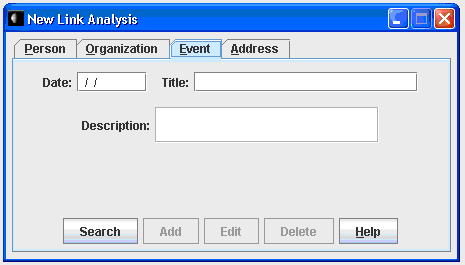 New Link Analysis
Person Organization Event Address
Date: / / Title:
Description:
Search Add Edit Delete Help